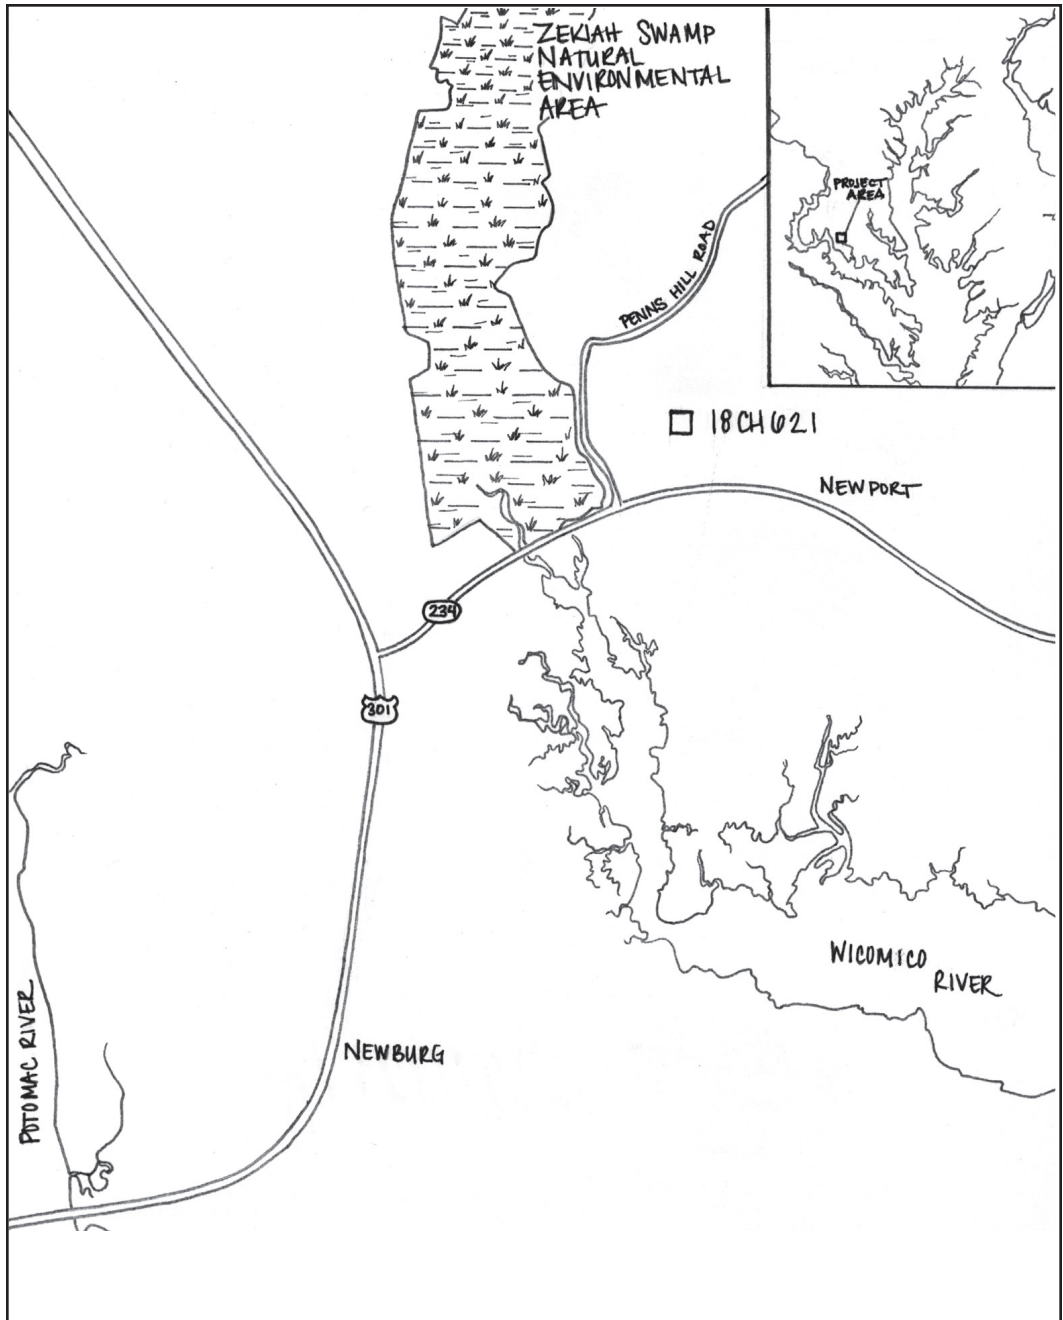 ZEKIAH SWAMP
NATURAL
ENVIRONMENTAL
AREA
PROJECT
AREA
PENNS HILL ROAD
18CH621
NEWPORT
234
301
WICOMICO
RIVER
POTOMAC RIVER
NEWBURG